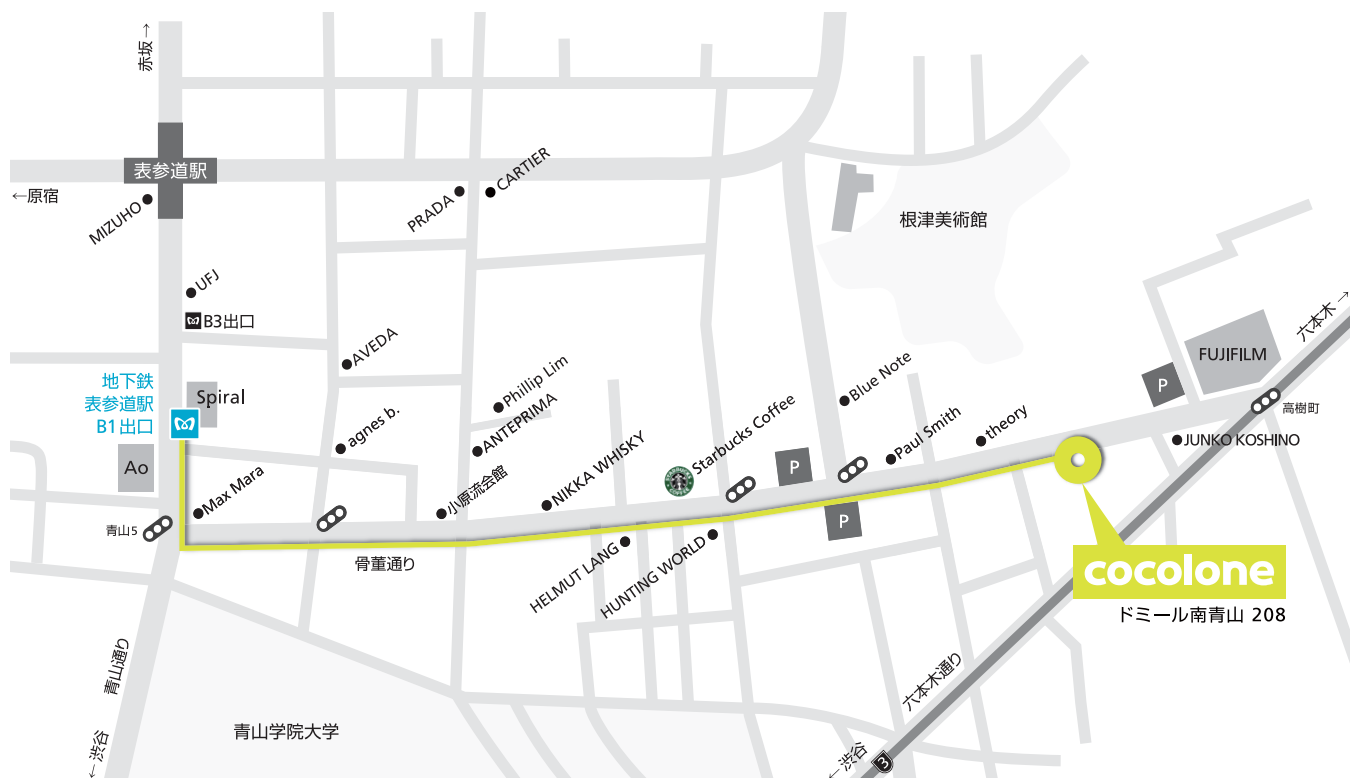 赤坂→
表参道駅
←原宿
MIZUHO
PRADA
CARTIER
根津美術館
UFJ
B3出口
AVEDA
六本木→
FUJIFILM
地下鉄
表参道駅
B1出口
Spiral
Phillip Lim
Blue Note
P
高樹町
agnes b.
ANTEPRIMA
Starbucks Coffee
Paul Smith
theory
JUNKO KOSHINO
Ao
Max Mara
小原流会館
NIKKA WHISKY
P
青山5
P
骨董通り
HELMUT LANG
HUNTING WORLD
cocolone
ドミール南青山 208
青山通り
六本木通り
青山学院大学
←渋谷
←渋谷
3